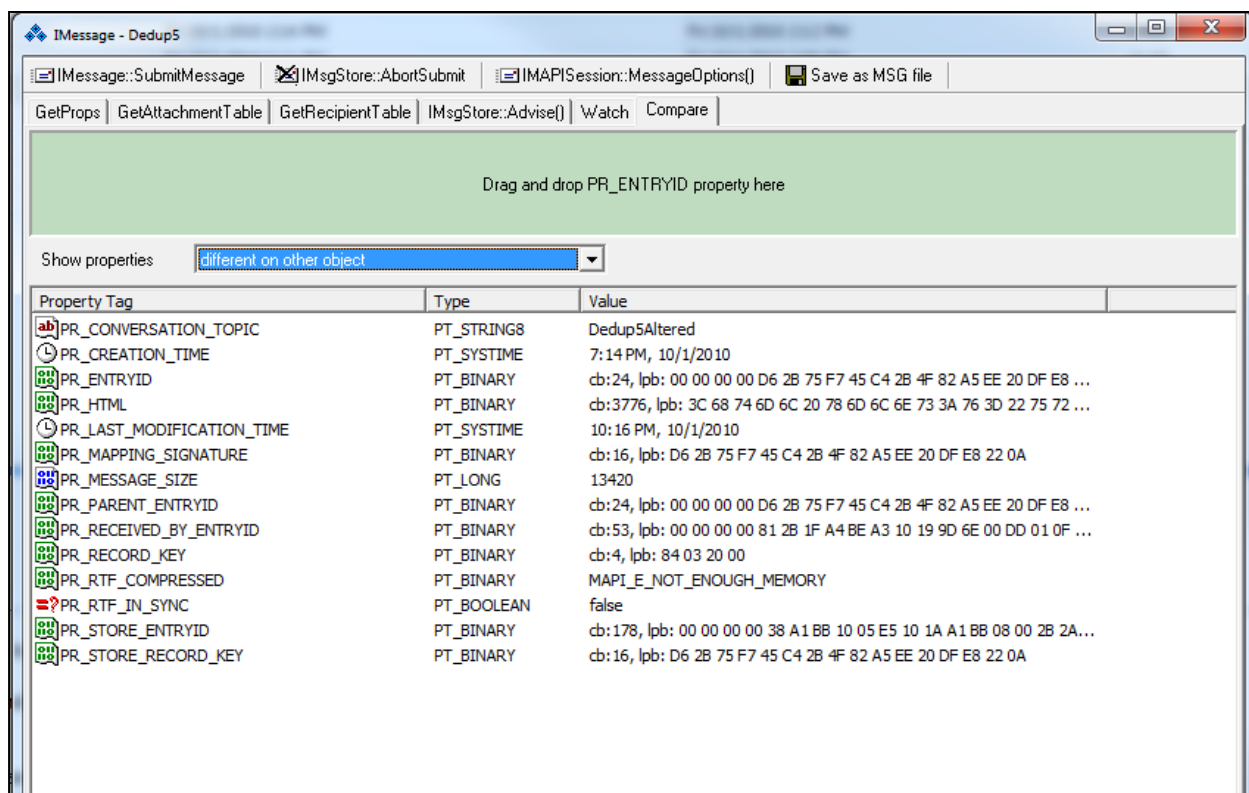 IMessage - Dedup5
IMessage::SubmitMessage IMsgStore::AbortSubmit IMAPISession::MessageOptions() Save as MSG file
GetProps GetAttachmentTable GetRecipientTable IMsgStore::Advise() Watch Compare
Drag and drop PR_ENTRYID property here
Show properties different on other object
Property Tag Type Value
PR_CONVERSATION_TOPIC PT_STRING8 Dedup5Altered
PR_CREATION_TIME PT_SYSTIME 7:14 PM, 10/1/2010
PR_ENTRYID PT_BINARY cb:24, lpb: 00 00 00 00 D6 2B 75 F7 45 C4 2B 4F 82 A5 EE 20 DF E8 ...
PR_HTML PT_BINARY cb:3776, lpb: 3C 68 74 6D 6C 20 78 6D 6C 6E 73 3A 76 3D 22 75 72 ...
PR_LAST_MODIFICATION_TIME PT_SYSTIME 10:16 PM, 10/1/2010
PR_MAPPING_SIGNATURE PT_BINARY cb:16, lpb: D6 2B 75 F7 45 C4 2B 4F 82 A5 EE 20 DF E8 22 0A
PR_MESSAGE_SIZE PT_LONG 13420
PR_PARENT_ENTRYID PT_BINARY cb:24, lpb: 00 00 00 00 D6 2B 75 F7 45 C4 2B 4F 82 A5 EE 20 DF E8 ...
PR_RECEIVED_BY_ENTRYID PT_BINARY cb:53, lpb: 00 00 00 00 81 2B 1F A4 BE A3 10 19 9D 6E 00 DD 01 0F ...
PR_RECORD_KEY PT_BINARY cb:4, lpb: 84 03 20 00
PR_RTF_COMPRESSED PT_BINARY MAPI_E_NOT_ENOUGH_MEMORY
PR_RTF_IN_SYNC PT_BOOLEAN false
PR_STORE_ENTRYID PT_BINARY cb:178, lpb: 00 00 00 00 38 A1 BB 10 05 E5 10 1A A1 BB 08 00 2B 2A...
PR_STORE_RECORD_KEY PT_BINARY cb:16, lpb: D6 2B 75 F7 45 C4 2B 4F 82 A5 EE 20 DF E8 22 0A